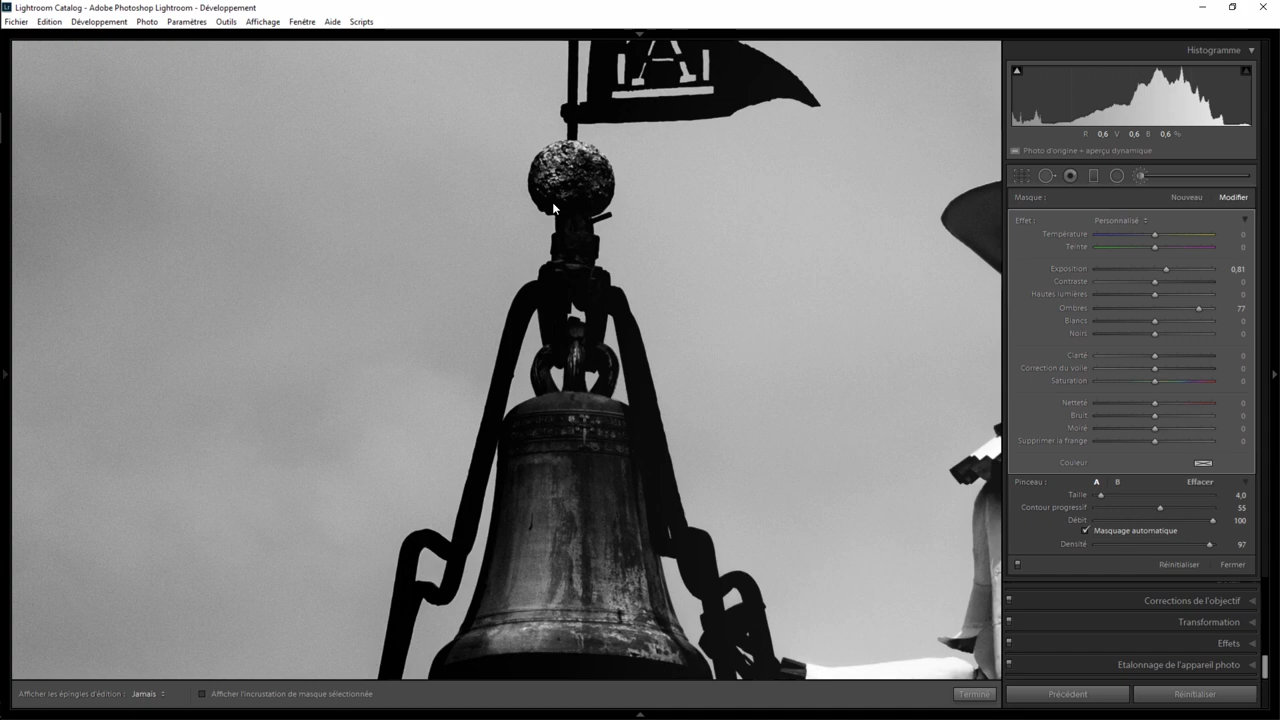 Lightroom Catalog - Adobe Photoshop Lightroom - Développement
Fichier Edition Développement Photo Paramètres Outils Affichage Fenêtre Aide Scripts
A
Histogramme
R 0,6 V 0,6 B 0,6 %
Photo d'origine + aperçu dynamique
Masque : Nouveau Modifier
Effet : Personnalisé
Température 0
Teinte 0
Exposition 0,81
Contraste 0
Hautes lumières 0
Ombres 77
Blancs 0
Noirs 0
Clarté 0
Correction du voile 0
Saturation 0
Netteté 0
Bruit 0
Moiré 0
Supprimer la frange 0
Couleur
Pinceau : A B Effacer
Taille 4,0
Contour progressif 55
Débit 100
Masquage automatique
Densité 97
Réinitialiser Fermer
Corrections de l'objectif
Transformation
Effets
Etalonnage de l'appareil photo
Afficher les épingles d'édition : Jamais Afficher l'incrustation de masque sélectionnée Terminé
Précédent Réinitialiser